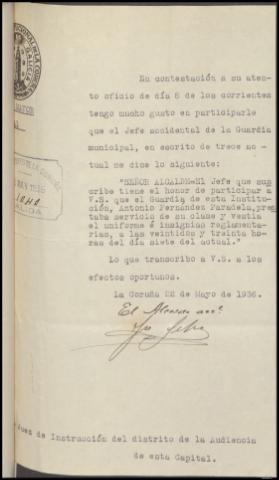 En contestación a su aten-
to oficio de día 8 de los corrientes
tengo mucho gusto en participarle
que el Jefe accidental de la Guardia
municipal, en escrito de trece ac-
tual me dice lo siguiente:
"SEÑOR ALCALDE=El Jefe que sus
cribe tiene el honor de participar a
V.S. que el Guardia de esta Institu-
ción, Antonio Fernández Paradela, pres
taba servicio de su clase y vestía
el uniforme é insignias reglamenta-
rias, a las veintidos y treinta ho-
ras del día siete del actual."
Lo que transcribo a V.S. a los
efectos oportunos.
La Coruña 22 de Mayo de 1936.
El Alcalde
Juez de Instrucción del distrito de la Audiencia
de esta Capital.